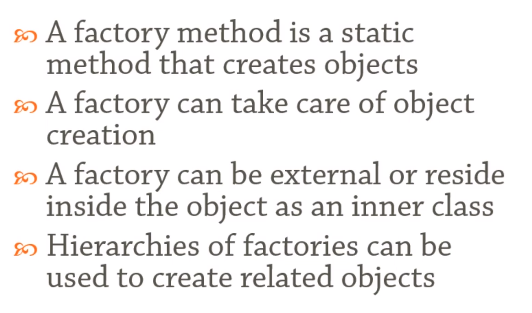 A factory method is a static
method that creates objects
A factory can take care of object
creation
A factory can be external or reside
inside the object as an inner class
Hierarchies of factories can be
used to create related objects